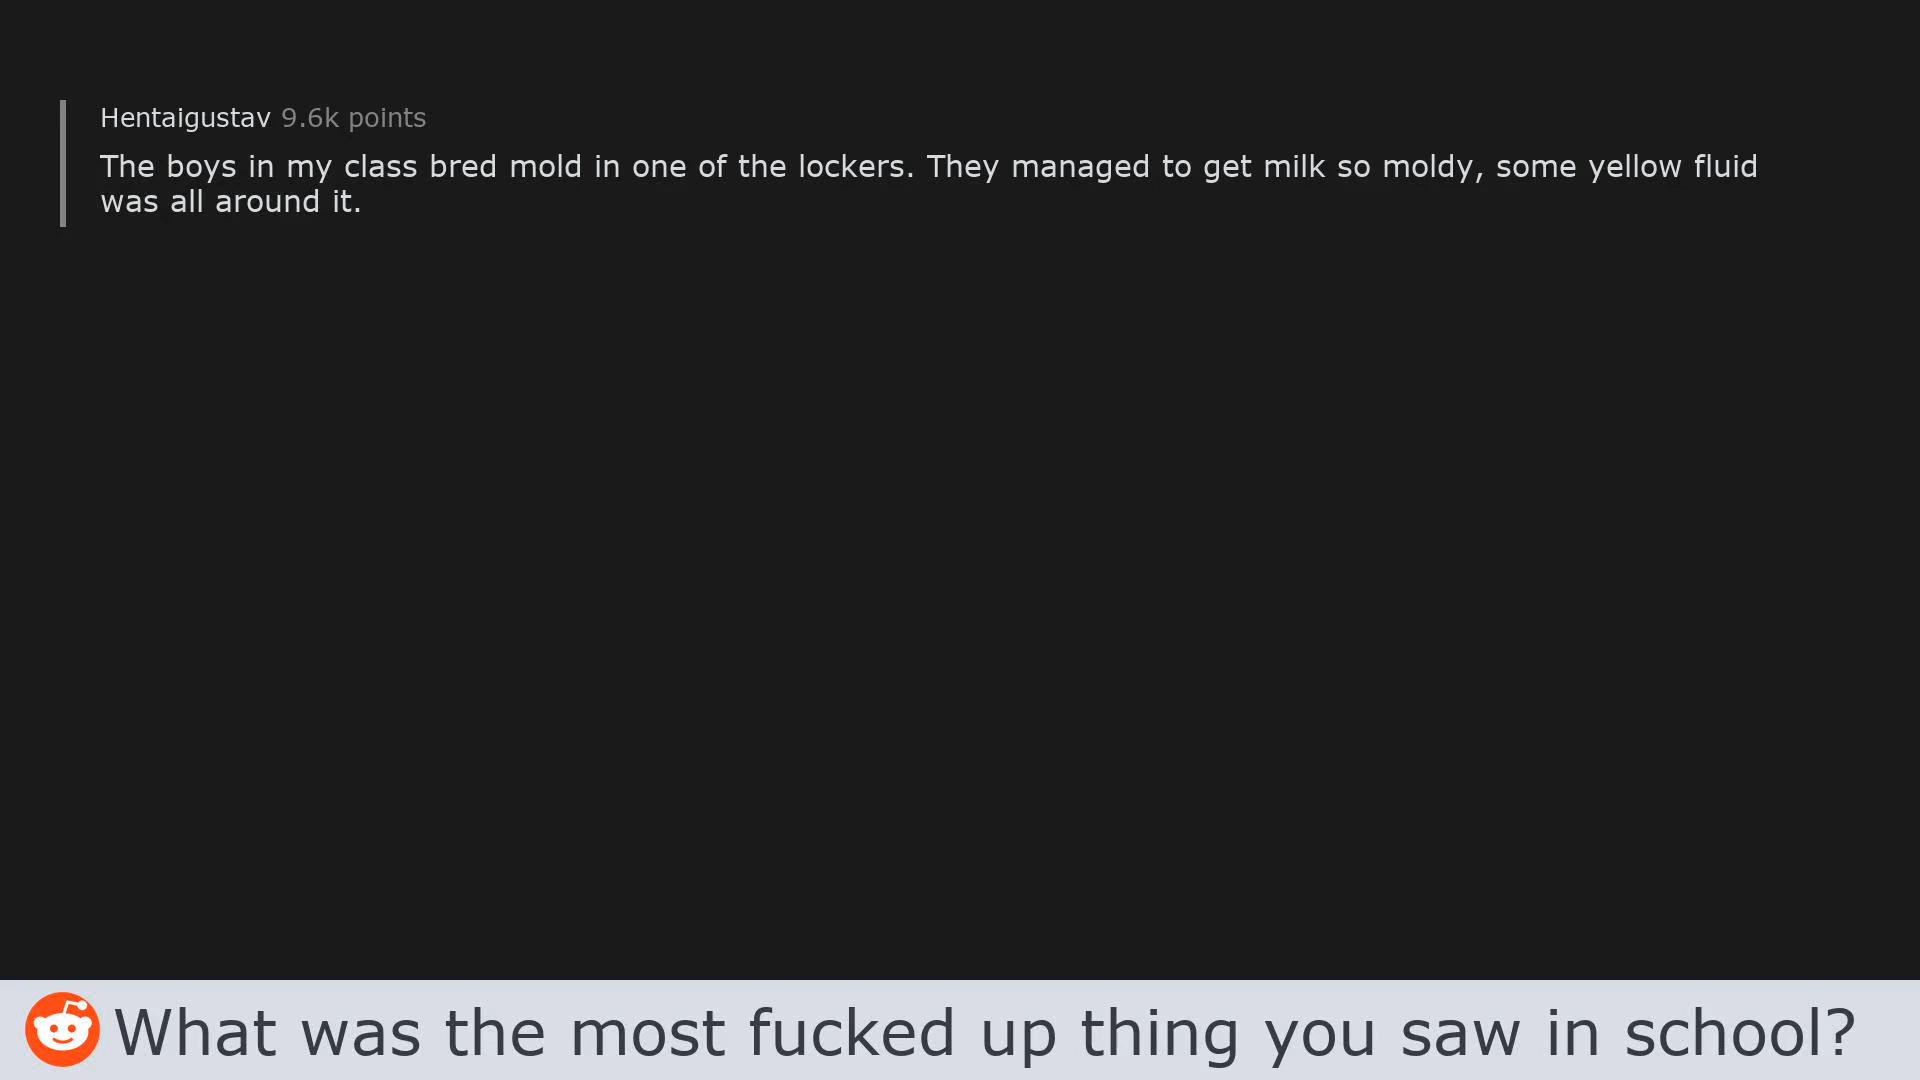 Hentaigustav 9.6k points
The boys in my class bred mold in one of the lockers. They managed to get milk so moldy, some yellow fluid
was all around it.
What was the most fucked up thing you saw in school?